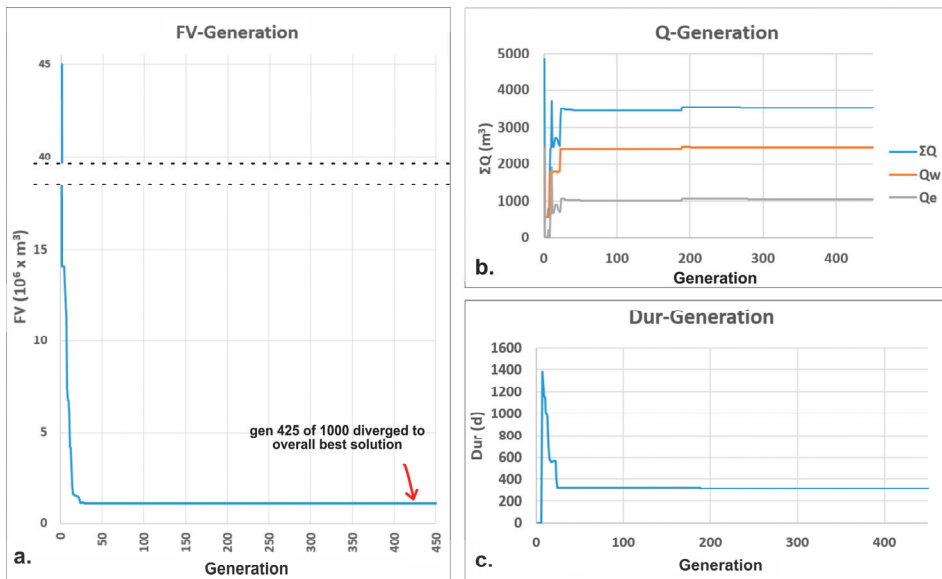 FV-Generation
45
40
15
10
5
0
FV (10⁶ x m³)
gen 425 of 1000 diverged to
overall best solution
0 50 100 150 200 250 300 350 400 450
Generation
a.
Q-Generation
5000
4000
3000
2000
1000
0
ΣQ (m³)
0 100 200 300 400
Generation
ΣQ
Qw
Qe
b.
Dur-Generation
1600
1400
1200
1000
800
600
400
200
0
Dur (d)
0 100 200 300 400
Generation
c.